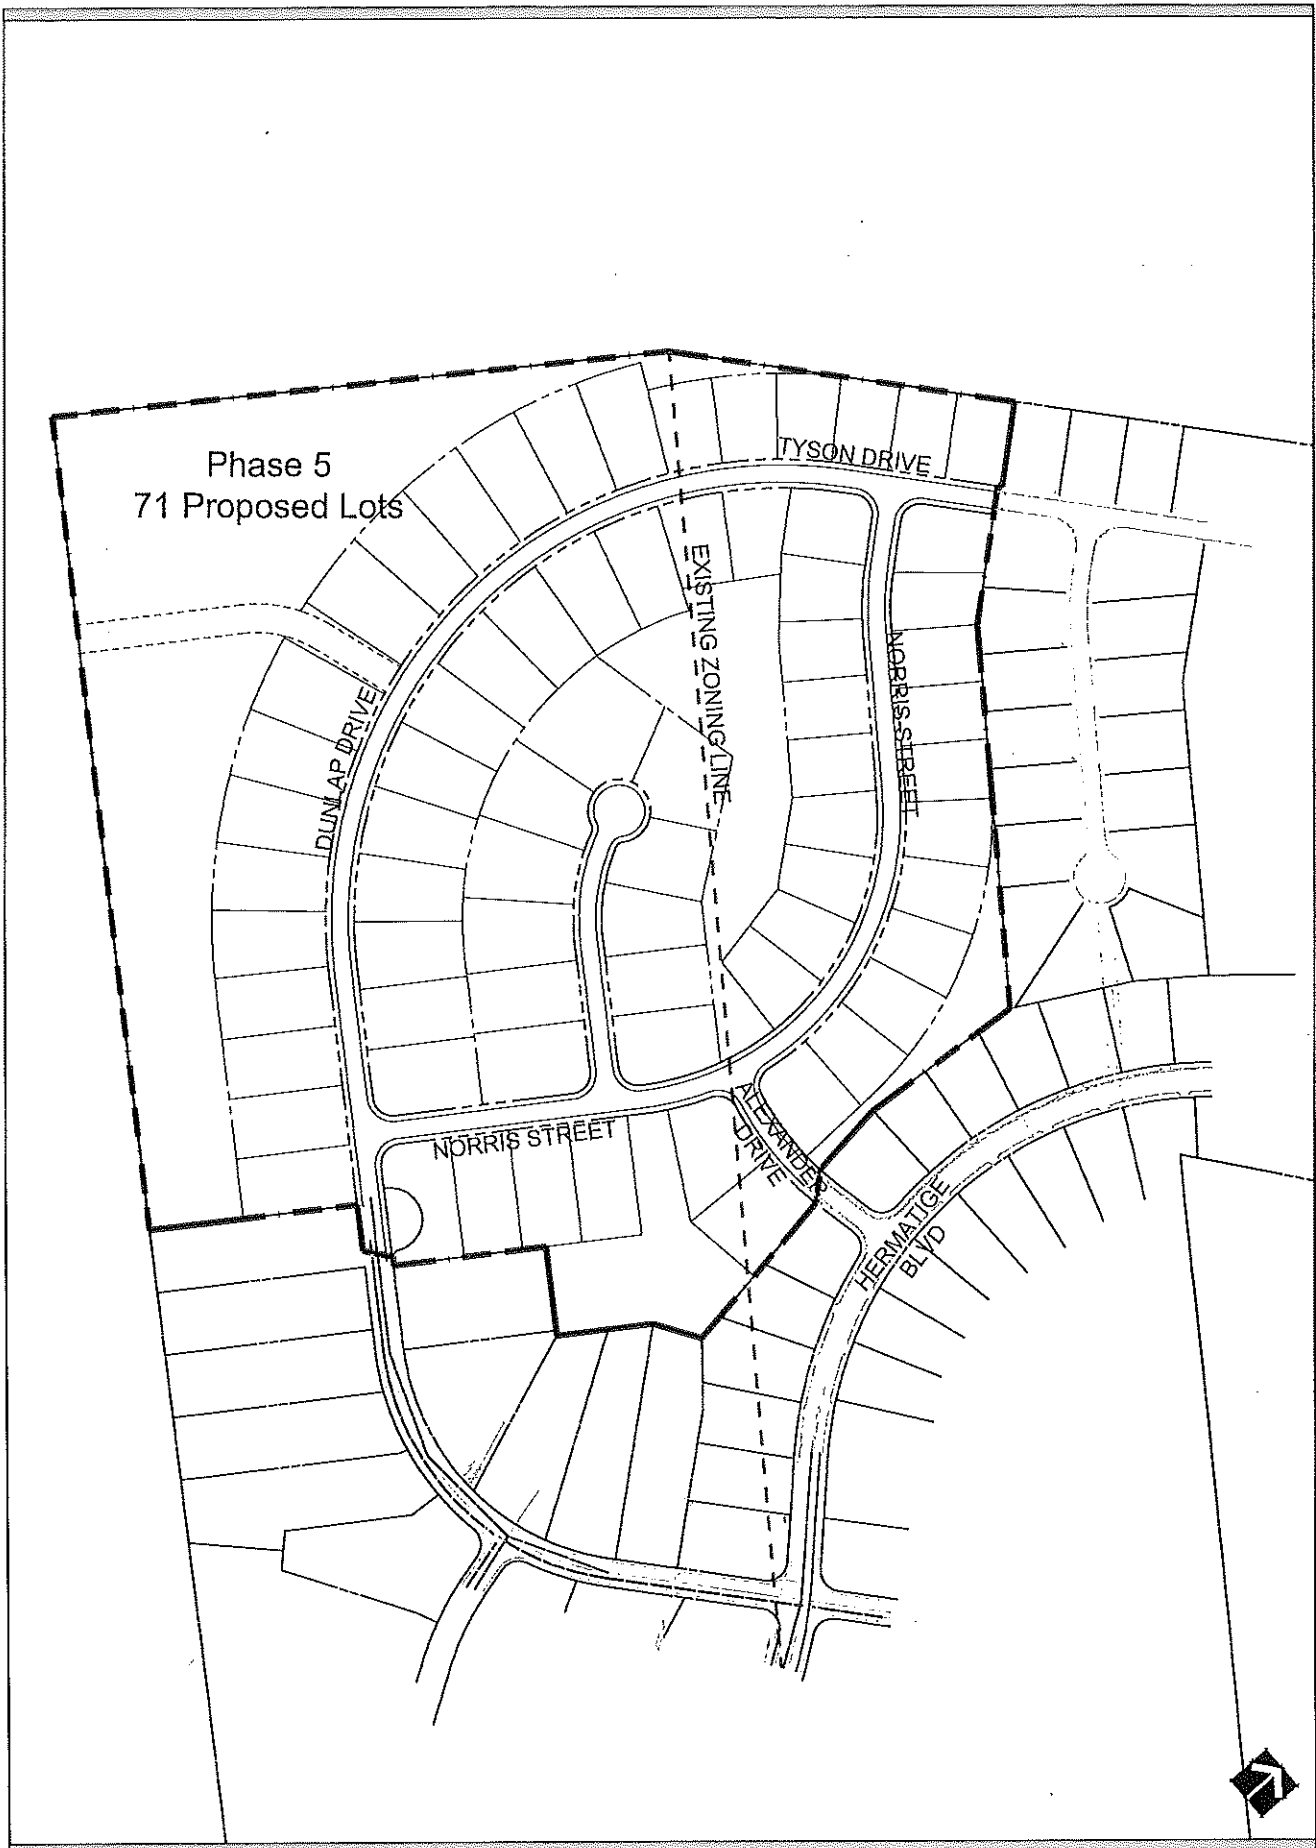 Phase 5
71 Proposed Lots
TYSON DRIVE
EXISTING ZONING LINE
NORRIS STREET
DUNLAP DRIVE
NORRIS STREET
ALEXANDER
DRIVE
HERMATIGE
BLVD